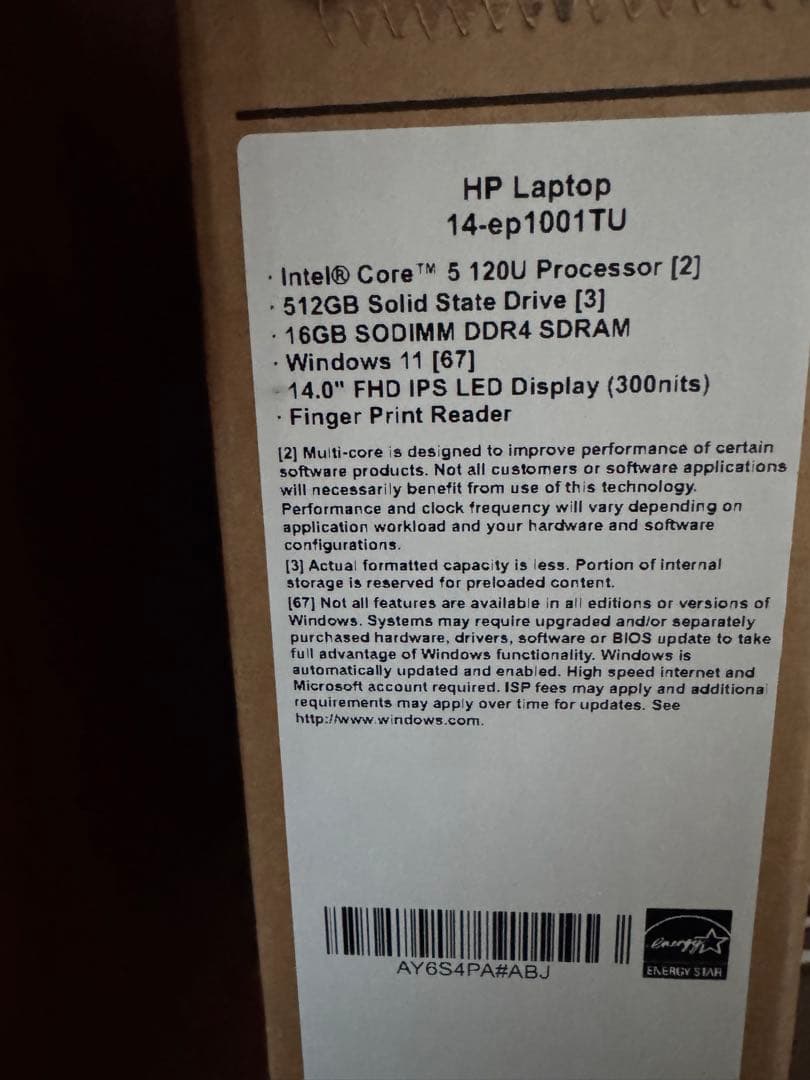 HP Laptop
14-ep1001TU
· Intel® Core™ 5 120U Processor [2]
· 512GB Solid State Drive [3]
· 16GB SODIMM DDR4 SDRAM
· Windows 11 [67]
· 14.0" FHD IPS LED Display (300nits)
· Finger Print Reader
[2] Multi-core is designed to improve performance of certain
software products. Not all customers or software applications
will necessarily benefit from use of this technology.
Performance and clock frequency will vary depending on
application workload and your hardware and software
configurations.
[3] Actual formatted capacity is less. Portion of internal
storage is reserved for preloaded content.
[67] Not all features are available in all editions or versions of
Windows. Systems may require upgraded and/or separately
purchased hardware, drivers, software or BIOS update to take
full advantage of Windows functionality. Windows is
automatically updated and enabled. High speed internet and
Microsoft account required. ISP fees may apply and additional
requirements may apply over time for updates. See
http://www.windows.com.
AY6S4PA#ABJ
energy
ENERGY STAR